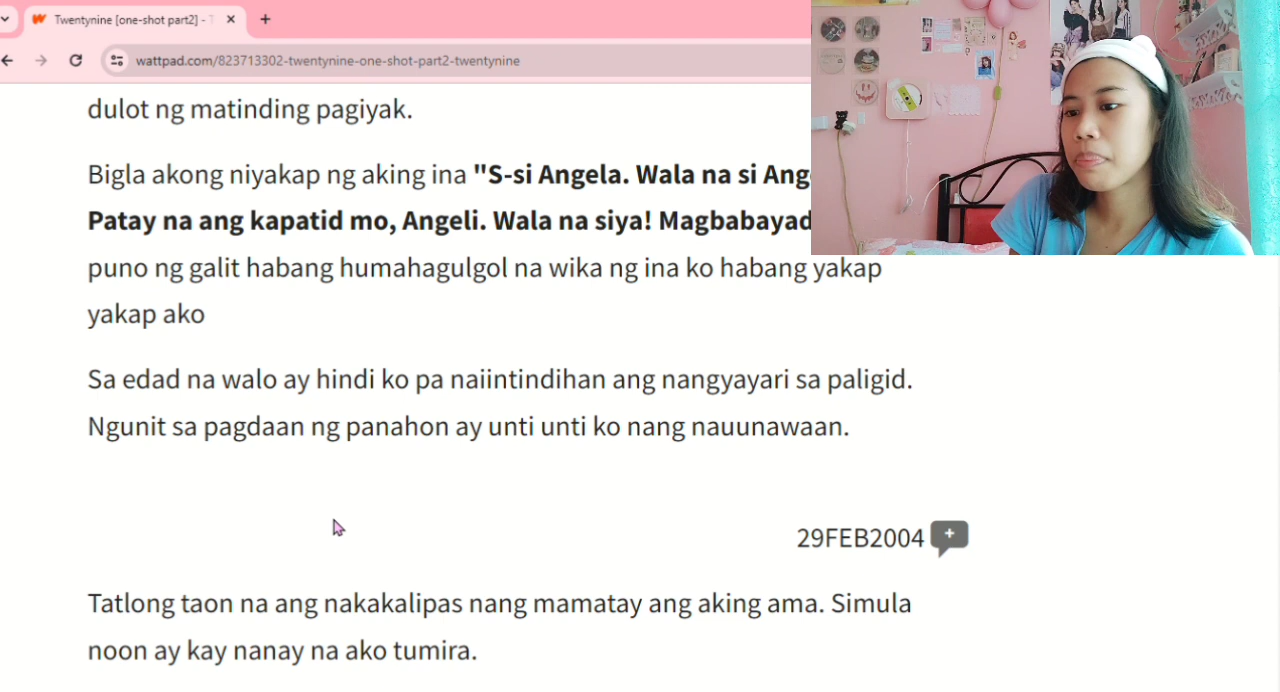 Twentynine [one-shot part2] - T
wattpad.com/823713302-twentynine-one-shot-part2-twentynine
dulot ng matinding pagiyak.
Bigla akong niyakap ng aking ina "S-si Angela. Wala na si Ang
Patay na ang kapatid mo, Angeli. Wala na siya! Magbabayad
puno ng galit habang humahagulgol na wika ng ina ko habang yakap
yakap ako
Sa edad na walo ay hindi ko pa naiintindihan ang nangyayari sa paligid.
Ngunit sa pagdaan ng panahon ay unti unti ko nang nauunawaan.
29FEB2004
Tatlong taon na ang nakakalipas nang mamatay ang aking ama. Simula
noon ay kay nanay na ako tumira.